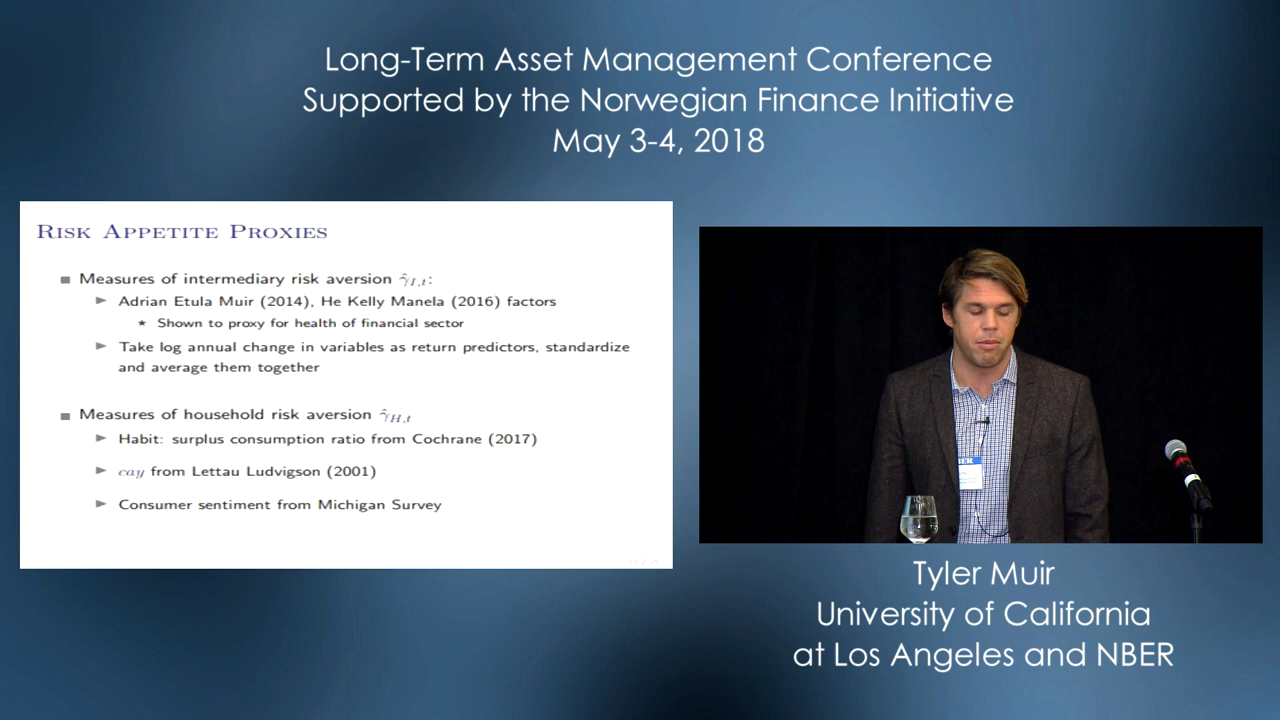 Long-Term Asset Management Conference
Supported by the Norwegian Finance Initiative
May 3-4, 2018
RISK APPETITE PROXIES
Measures of intermediary risk aversion γ̂_{I,t}:
Adrian Etula Muir (2014), He Kelly Manela (2016) factors
Shown to proxy for health of financial sector
Take log annual change in variables as return predictors, standardize
and average them together
Measures of household risk aversion γ̂_{H,t}
Habit: surplus consumption ratio from Cochrane (2017)
cay from Lettau Ludvigson (2001)
Consumer sentiment from Michigan Survey
Tyler Muir
University of California
at Los Angeles and NBER